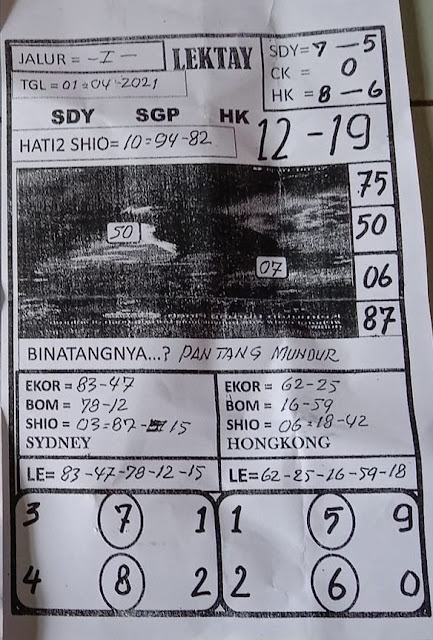 JALUR = -I-
LEKTAY
SDY=7-5
CK = 0
HK = 8-6
TGL = 01=04-2021
SDY SGP HK
HATI2 SHIO= 10=94-82
12-19
75
50
50
07
06
87
BINATANGNYA...? PANTANG MUNDUR
EKOR = 83-47
BOM = 78-12
SHIO = 03=87-15
SYDNEY
EKOR = 62-25
BOM = 16-59
SHIO = 06=18-42
HONGKONG
LE= 83-47-78-12-15
LE=62-25-16-59-18
3 7 1 1 5 9
4 8 2 2 6 0